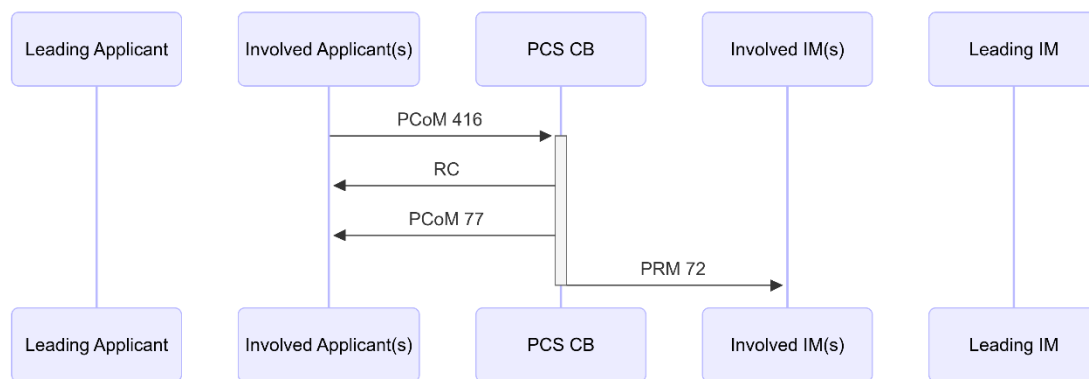 Leading Applicant
Involved Applicant(s)
PCS CB
Involved IM(s)
Leading IM
PCoM 416
RC
PCoM 77
PRM 72
Leading Applicant
Involved Applicant(s)
PCS CB
Involved IM(s)
Leading IM